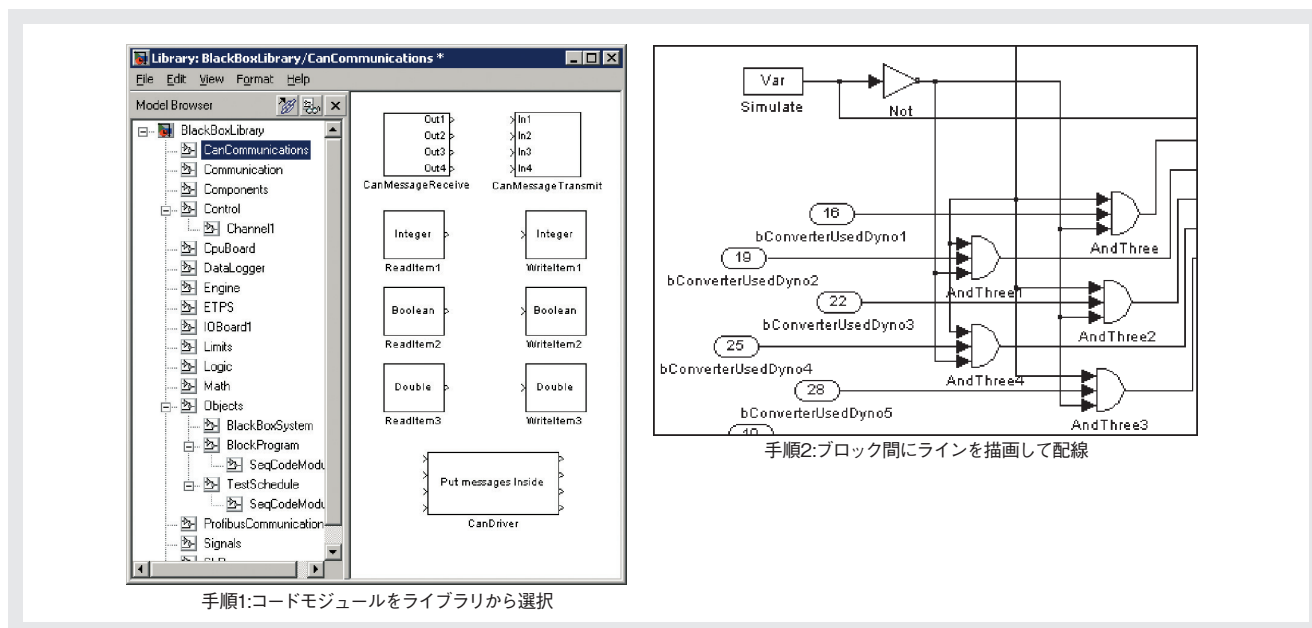 Library: BlackBoxLibrary/CanCommunications *
File Edit View Format Help
Model Browser
BlackBoxLibrary
CanCommunications
Communication
Components
Control
Channel1
CpuBoard
DataLogger
Engine
ETPS
IOBoard1
Limits
Logic
Math
Objects
BlackBoxSystem
BlockProgram
SeqCodeModu
TestSchedule
SeqCodeModu
ProfibusCommunication
Signals
Out1
Out2
Out3
Out4
CanMessageReceive
In1
In2
In3
In4
CanMessageTransmit
Integer
ReadItem1
Integer
WriteItem1
Boolean
ReadItem2
Boolean
WriteItem2
Double
ReadItem3
Double
WriteItem3
Put messages Inside
CanDriver
手順1:コードモジュールをライブラリから選択
Var
Simulate
Not
16
bConverterUsedDyno1
AndThree
19
bConverterUsedDyno2
AndThree1
22
bConverterUsedDyno3
AndThree2
25
bConverterUsedDyno4
AndThree4
28
bConverterUsedDyno5
AndThree3
手順2:ブロック間にラインを描画して配線